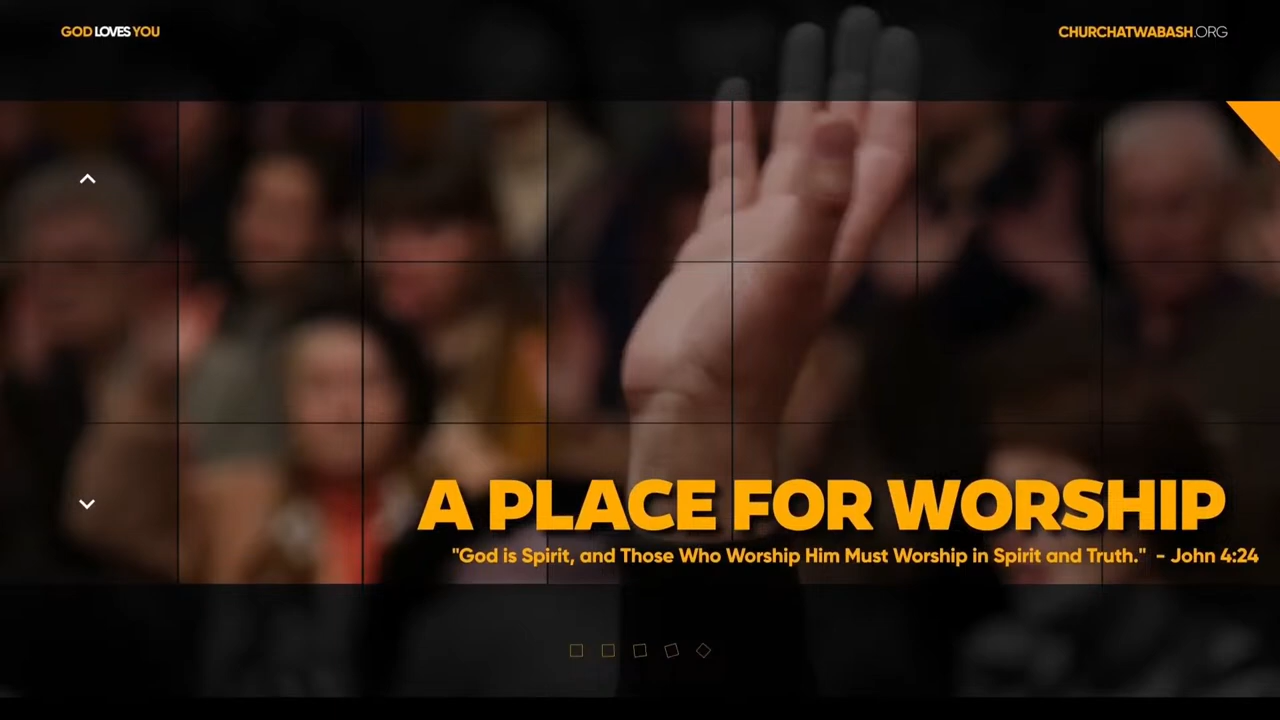 GOD LOVES YOU
CHURCHATWABASH.ORG
A PLACE FOR WORSHIP
"God is Spirit, and Those Who Worship Him Must Worship in Spirit and Truth." - John 4:24